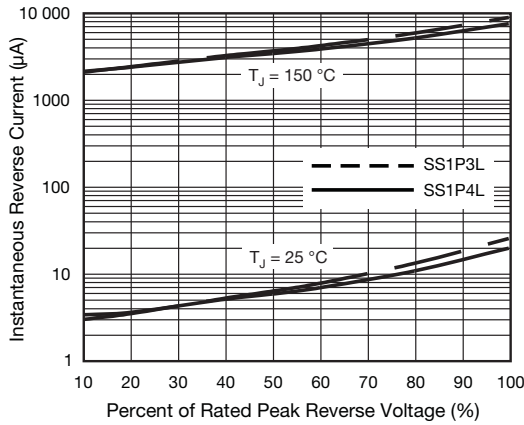 Instantaneous Reverse Current (µA)
10 000
1000
100
10
1
T_J = 150 °C
SS1P3L
SS1P4L
T_J = 25 °C
10 20 30 40 50 60 70 80 90 100
Percent of Rated Peak Reverse Voltage (%)